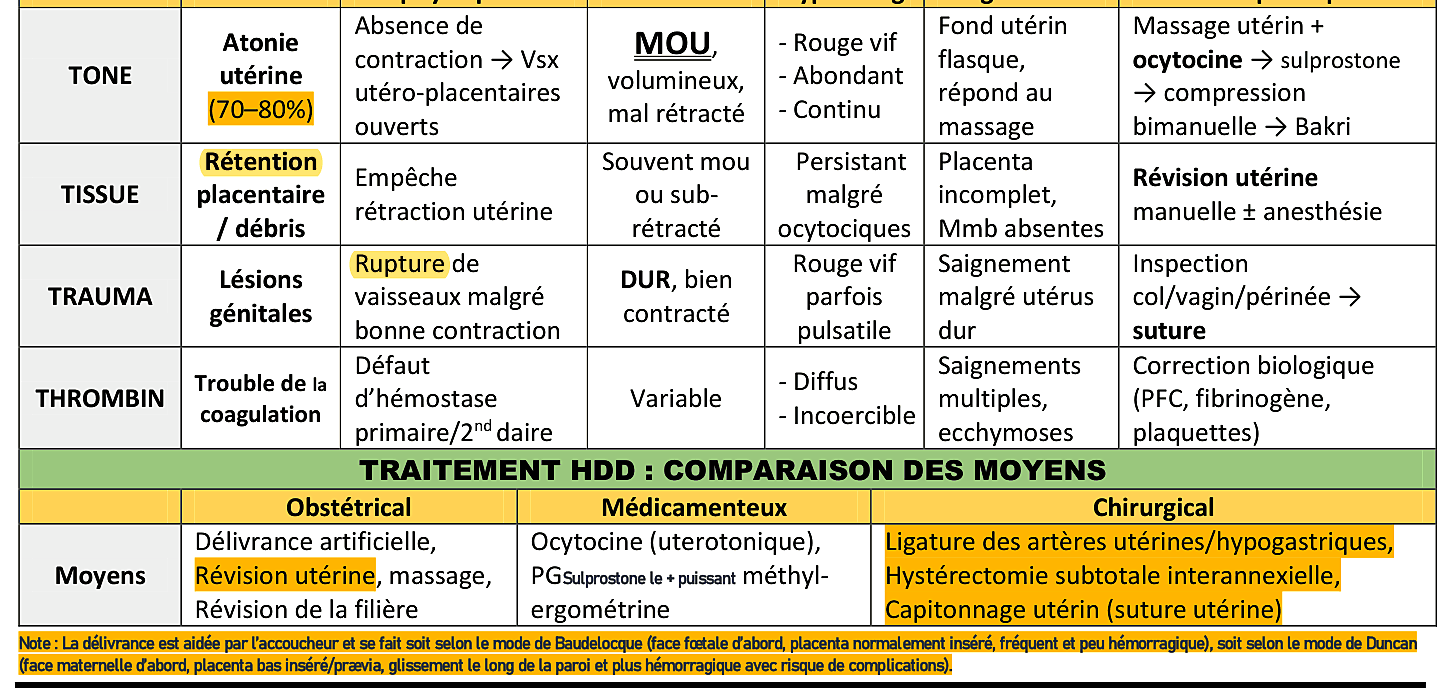 TONE
Atonie
utérine
(70–80%)
Absence de
contraction → Vsx
utéro-placentaires
ouverts
MOU,
volumineux,
mal rétracté
- Rouge vif
- Abondant
- Continu
Fond utérin
flasque,
répond au
massage
Massage utérin +
ocytocine → sulprostone
→ compression
bimanuelle → Bakri
TISSUE
Rétention
placentaire
/ débris
Empêche
rétraction utérine
Souvent mou
ou sub-
rétracté
Persistant
malgré
ocytociques
Placenta
incomplet,
Mmb absentes
Révision utérine
manuelle ± anesthésie
TRAUMA
Lésions
génitales
Rupture de
vaisseaux malgré
bonne contraction
DUR, bien
contracté
Rouge vif
parfois
pulsatile
Saignement
malgré utérus
dur
Inspection
col/vagin/périnée →
suture
THROMBIN
Trouble de la
coagulation
Défaut
d’hémostase
primaire/2nd daire
Variable
- Diffus
- Incoercible
Saignements
multiples,
ecchymoses
Correction biologique
(PFC, fibrinogène,
plaquettes)
TRAITEMENT HDD : COMPARAISON DES MOYENS
Obstétrical
Médicamenteux
Chirurgical
Moyens
Délivrance artificielle,
Révision utérine, massage,
Révision de la filière
Ocytocine (uterotonique),
PGSulprostone le + puissant méthyl-
ergométrine
Ligature des artères utérines/hypogastriques,
Hystérectomie subtotale interannexielle,
Capitonnage utérin (suture utérine)
Note : La délivrance est aidée par l’accoucheur et se fait soit selon le mode de Baudelocque (face fœtale d’abord, placenta normalement inséré, fréquent et peu hémorragique), soit selon le mode de Duncan
(face maternelle d’abord, placenta bas inséré/prævia, glissement le long de la paroi et plus hémorragique avec risque de complications).